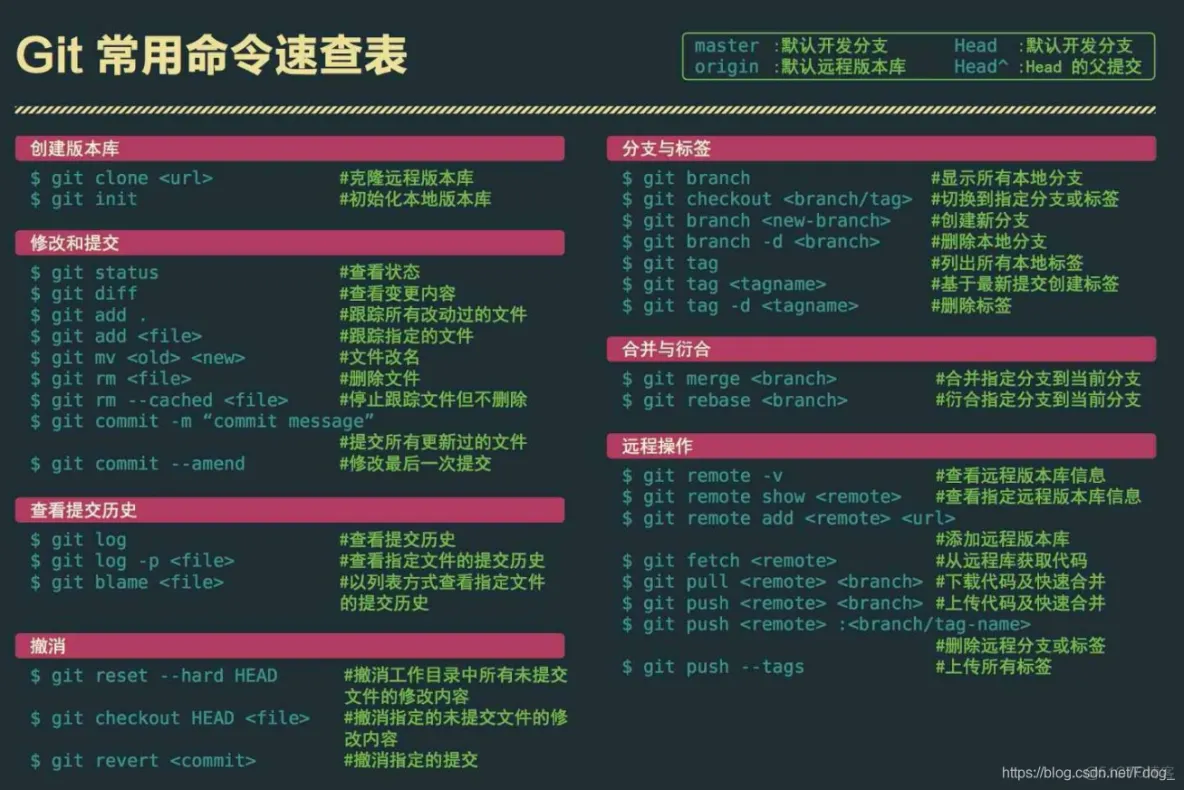 Git 常用命令速查表
master :默认开发分支 Head :默认开发分支
origin :默认远程版本库 Head^ :Head 的父提交
创建版本库
$ git clone <url> #克隆远程版本库
$ git init #初始化本地版本库
修改和提交
$ git status #查看状态
$ git diff #查看变更内容
$ git add . #跟踪所有改动过的文件
$ git add <file> #跟踪指定的文件
$ git mv <old> <new> #文件改名
$ git rm <file> #删除文件
$ git rm --cached <file> #停止跟踪文件但不删除
$ git commit -m “commit message”
#提交所有更新过的文件
$ git commit --amend #修改最后一次提交
查看提交历史
$ git log #查看提交历史
$ git log -p <file> #查看指定文件的提交历史
$ git blame <file> #以列表方式查看指定文件
的提交历史
撤消
$ git reset --hard HEAD #撤消工作目录中所有未提交
文件的修改内容
$ git checkout HEAD <file> #撤消指定的未提交文件的修
改内容
$ git revert <commit> #撤消指定的提交
分支与标签
$ git branch #显示所有本地分支
$ git checkout <branch/tag> #切换到指定分支或标签
$ git branch <new-branch> #创建新分支
$ git branch -d <branch> #删除本地分支
$ git tag #列出所有本地标签
$ git tag <tagname> #基于最新提交创建标签
$ git tag -d <tagname> #删除标签
合并与衍合
$ git merge <branch> #合并指定分支到当前分支
$ git rebase <branch> #衍合指定分支到当前分支
远程操作
$ git remote -v #查看远程版本库信息
$ git remote show <remote> #查看指定远程版本库信息
$ git remote add <remote> <url>
#添加远程版本库
$ git fetch <remote> #从远程库获取代码
$ git pull <remote> <branch> #下载代码及快速合并
$ git push <remote> <branch> #上传代码及快速合并
$ git push <remote> :<branch/tag-name>
#删除远程分支或标签
$ git push --tags #上传所有标签
https://blog.csdn.net/Fdog_